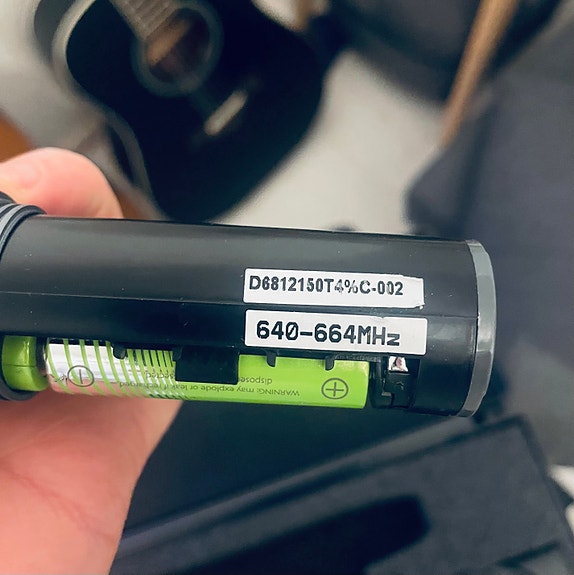 D6812150T4%C-002
640-664MHz
WARNING: may explode or leak
dispose